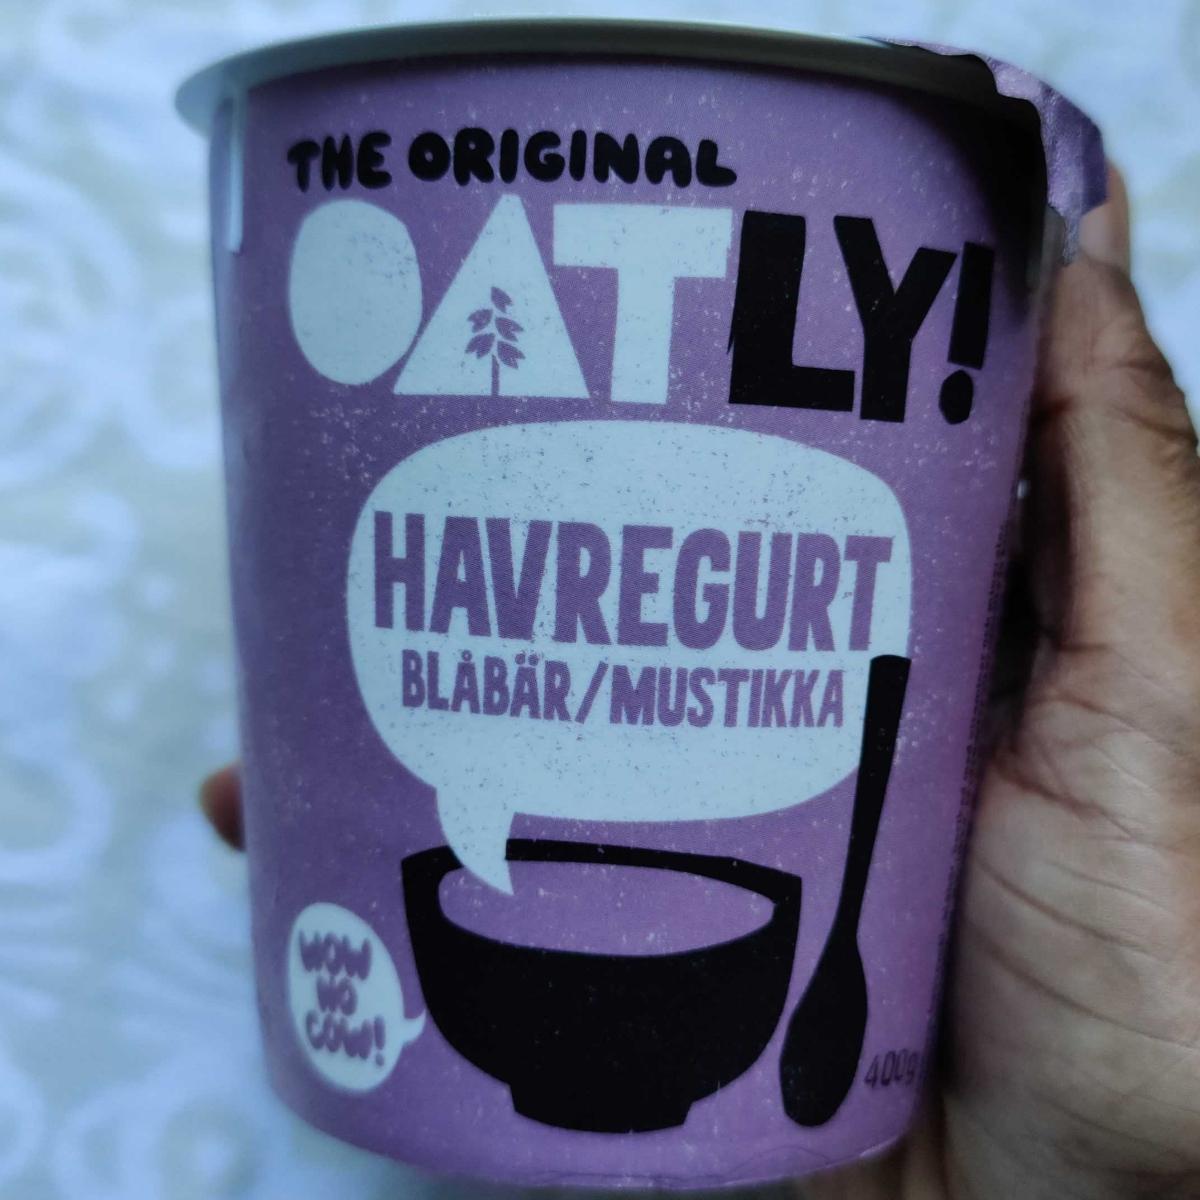 THE ORIGINAL
OATLY!
HAVREGURT
BLÅBÄR/MUSTIKKA
WOW
NO
COW!
400g